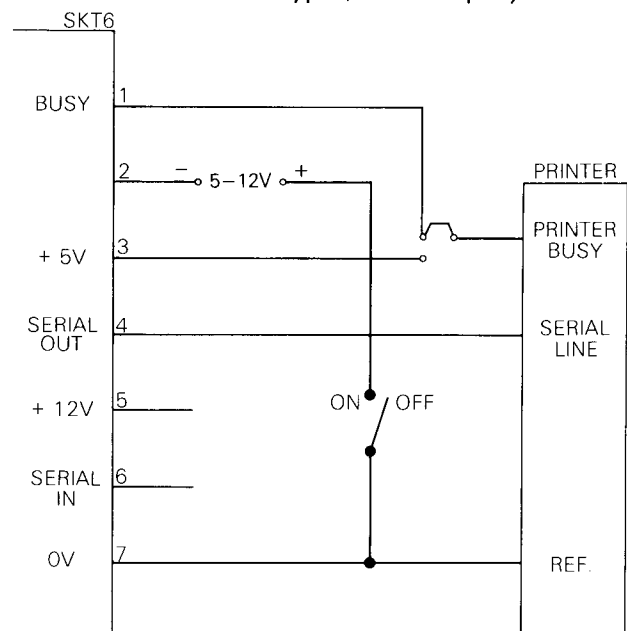 SKT6
BUSY
1
2
− 5–12V +
+ 5V
3
SERIAL
OUT
4
+ 12V
5
SERIAL
IN
6
0V
7
ON
OFF
PRINTER
PRINTER
BUSY
SERIAL
LINE
REF.